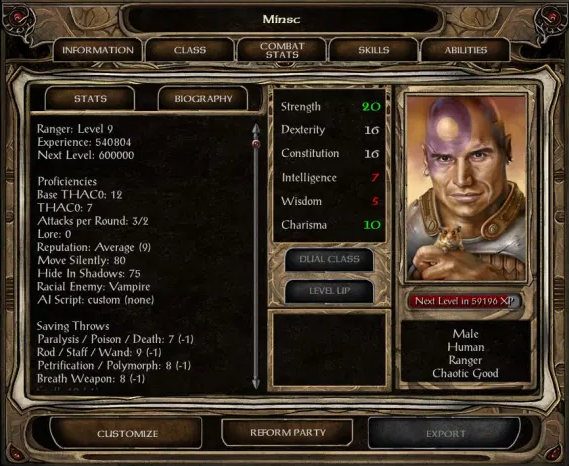 Minsc
INFORMATION
CLASS
COMBAT STATS
SKILLS
ABILITIES
STATS
BIOGRAPHY
Ranger: Level 9
Experience: 540804
Next Level: 600000
Proficiencies
Base THAC0: 12
THAC0: 7
Attacks per Round: 3/2
Lore: 0
Reputation: Average (9)
Move Silently: 80
Hide In Shadows: 75
Racial Enemy: Vampire
AI Script: custom (none)
Saving Throws
Paralysis / Poison / Death: 7 (-1)
Rod / Staff / Wand: 9 (-1)
Petrification / Polymorph: 8 (-1)
Breath Weapon: 8 (-1)
Strength 20
Dexterity 16
Constitution 16
Intelligence 7
Wisdom 5
Charisma 10
DUAL CLASS
LEVEL UP
Next Level in 59196 XP
Male
Human
Ranger
Chaotic Good
CUSTOMIZE
REFORM PARTY
EXPORT